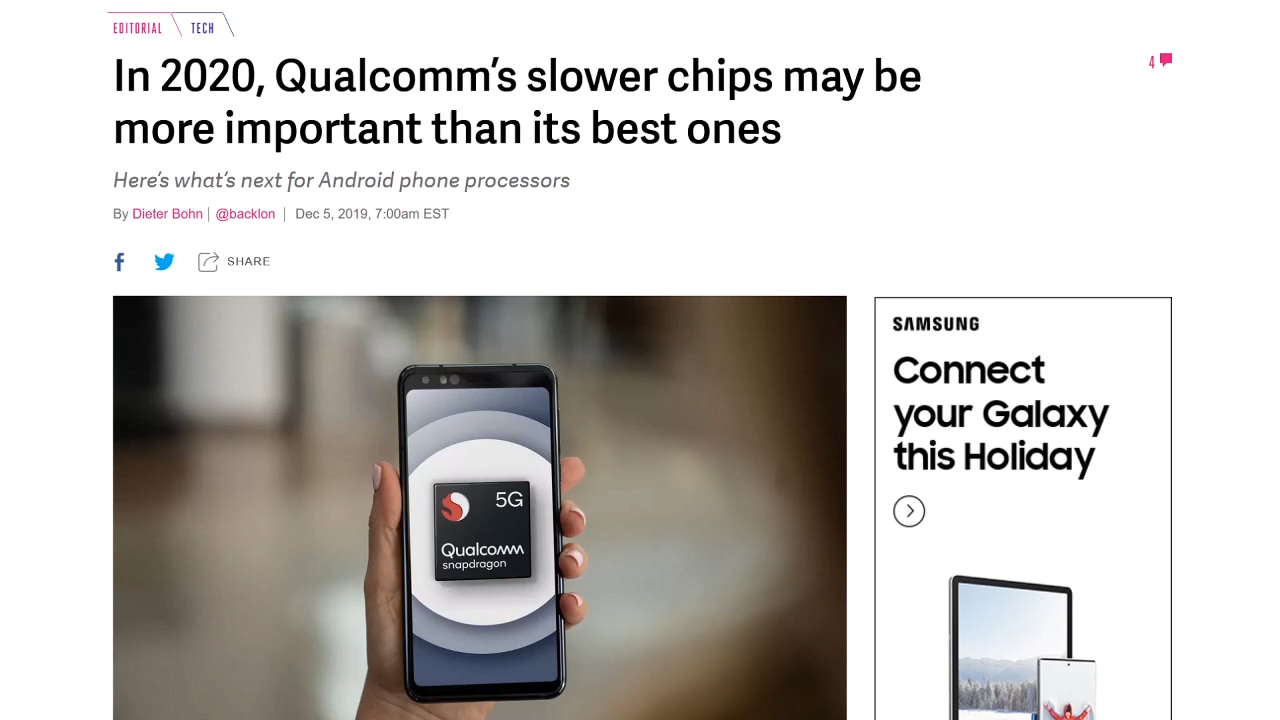 EDITORIAL
TECH
In 2020, Qualcomm’s slower chips may be
more important than its best ones
4
Here’s what’s next for Android phone processors
By Dieter Bohn | @backlon | Dec 5, 2019, 7:00am EST
SHARE
5G
Qualcomm
snapdragon
SAMSUNG
Connect
your Galaxy
this Holiday